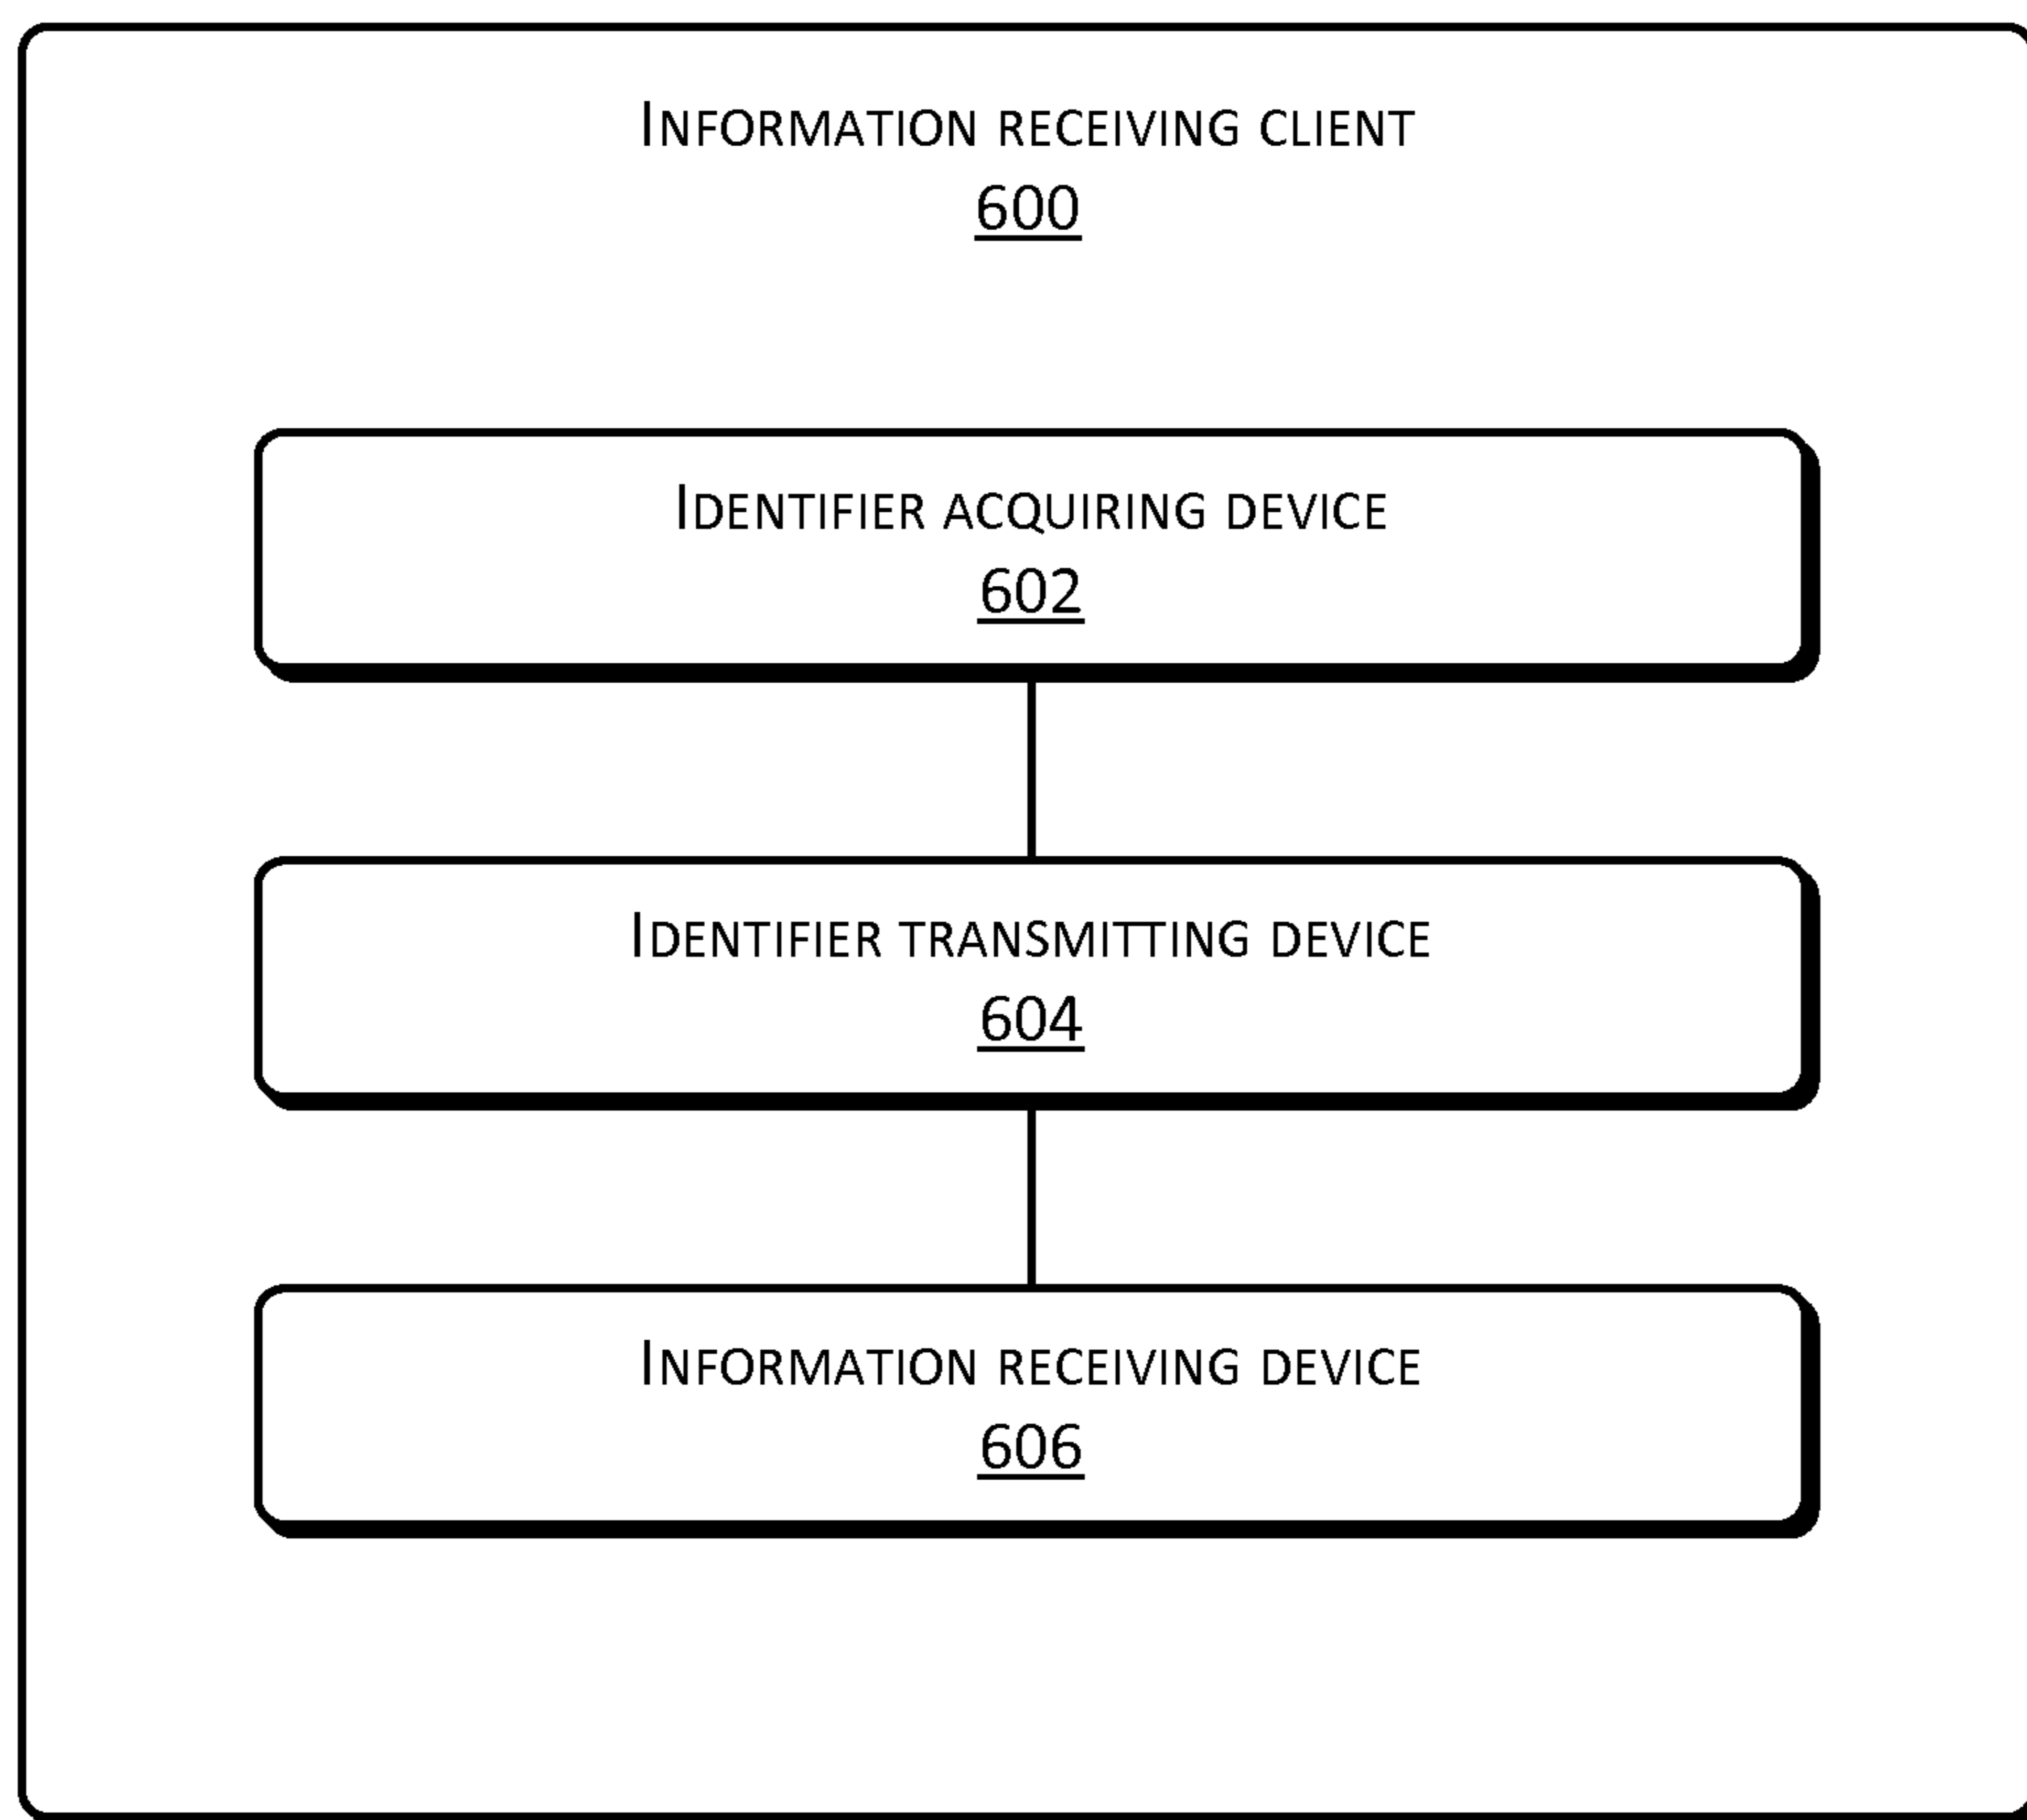 Information receiving client
600
Identifier acquiring device
602
Identifier transmitting device
604
Information receiving device
606